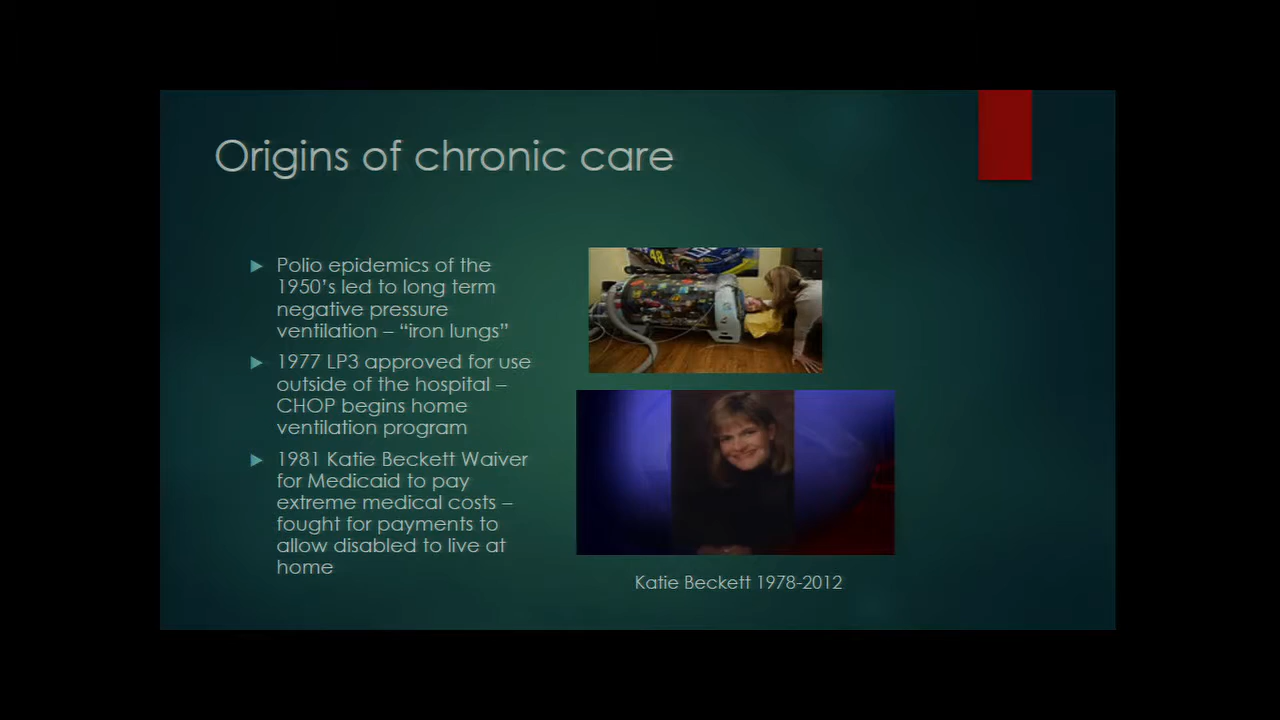 Origins of chronic care
Polio epidemics of the
1950's led to long term
negative pressure
ventilation – “iron lungs”
1977 LP3 approved for use
outside of the hospital –
CHOP begins home
ventilation program
1981 Katie Beckett Waiver
for Medicaid to pay
extreme medical costs –
fought for payments to
allow disabled to live at
home
48
Katie Beckett 1978-2012